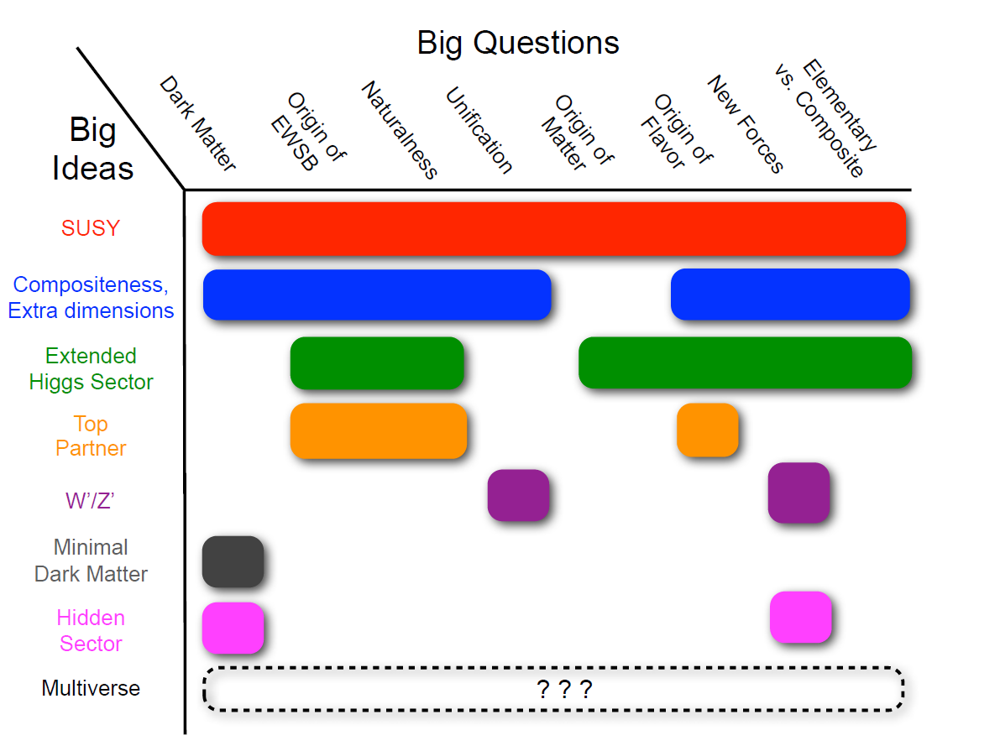 Big Questions
Big
Ideas
Dark Matter
Origin of
EWSB
Naturalness
Unification
Origin of
Matter
Origin of
Flavor
New Forces
Elementary
vs. Composite
SUSY
Compositeness,
Extra dimensions
Extended
Higgs Sector
Top
Partner
W’/Z’
Minimal
Dark Matter
Hidden
Sector
Multiverse
? ? ?